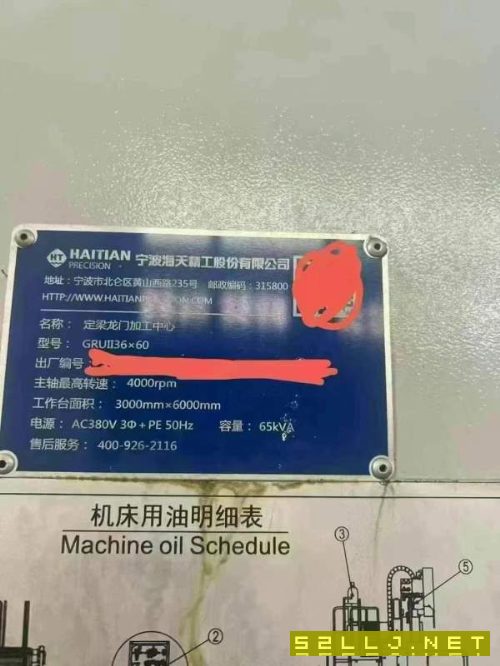 S2LLJ.NET
HT
HAITIAN 宁波海天精工股份有限公司
PRECISION
地址：宁波市北仑区黄山西路235号 邮政编码：315800
名称： 定梁龙门加工中心
型号： GRUII36×60
出厂编号
主轴最高转速： 4000rpm
工作台面积： 3000mm×6000mm
电源： AC380V 3Φ + PE 50Hz 容量： 65kVA
售后服务： 400-926-2116
机床用油明细表
Machine oil Schedule
③
⑤
②
S2LLJ.NET